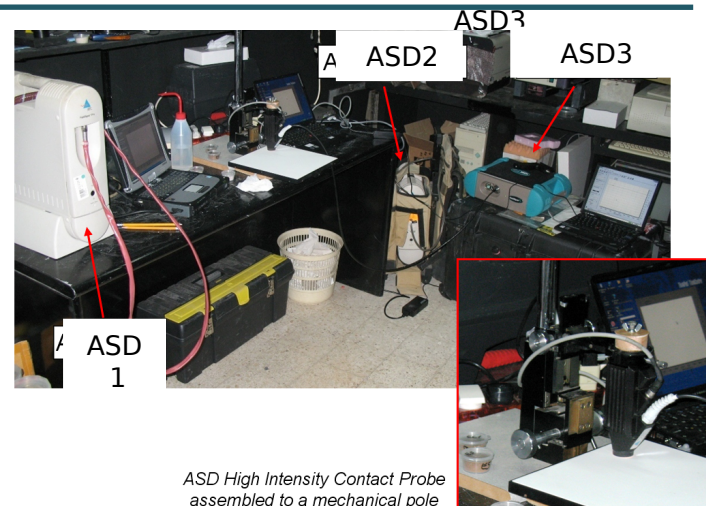 ASD3
ASD2
ASD3
ASD
1
ASD High Intensity Contact Probe
assembled to a mechanical pole